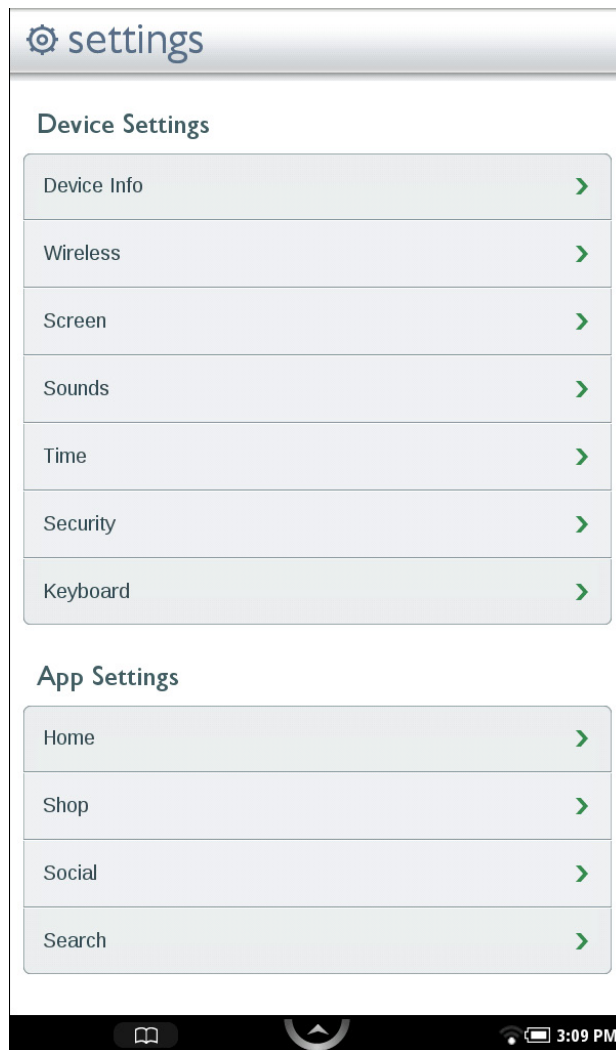 settings
Device Settings
Device Info
Wireless
Screen
Sounds
Time
Security
Keyboard
App Settings
Home
Shop
Social
Search
3:09 PM